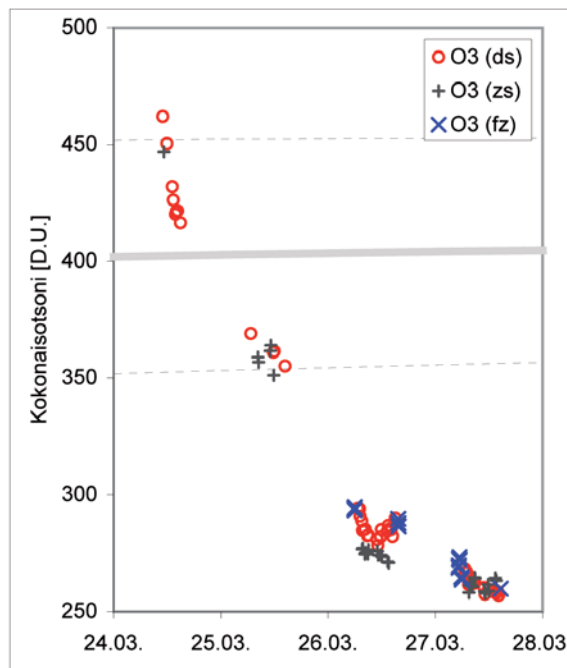 500
450
400
350
300
250
Kokonaisotsoni [D.U.]
O3 (ds)
O3 (zs)
O3 (fz)
24.03.
25.03.
26.03.
27.03.
28.03.